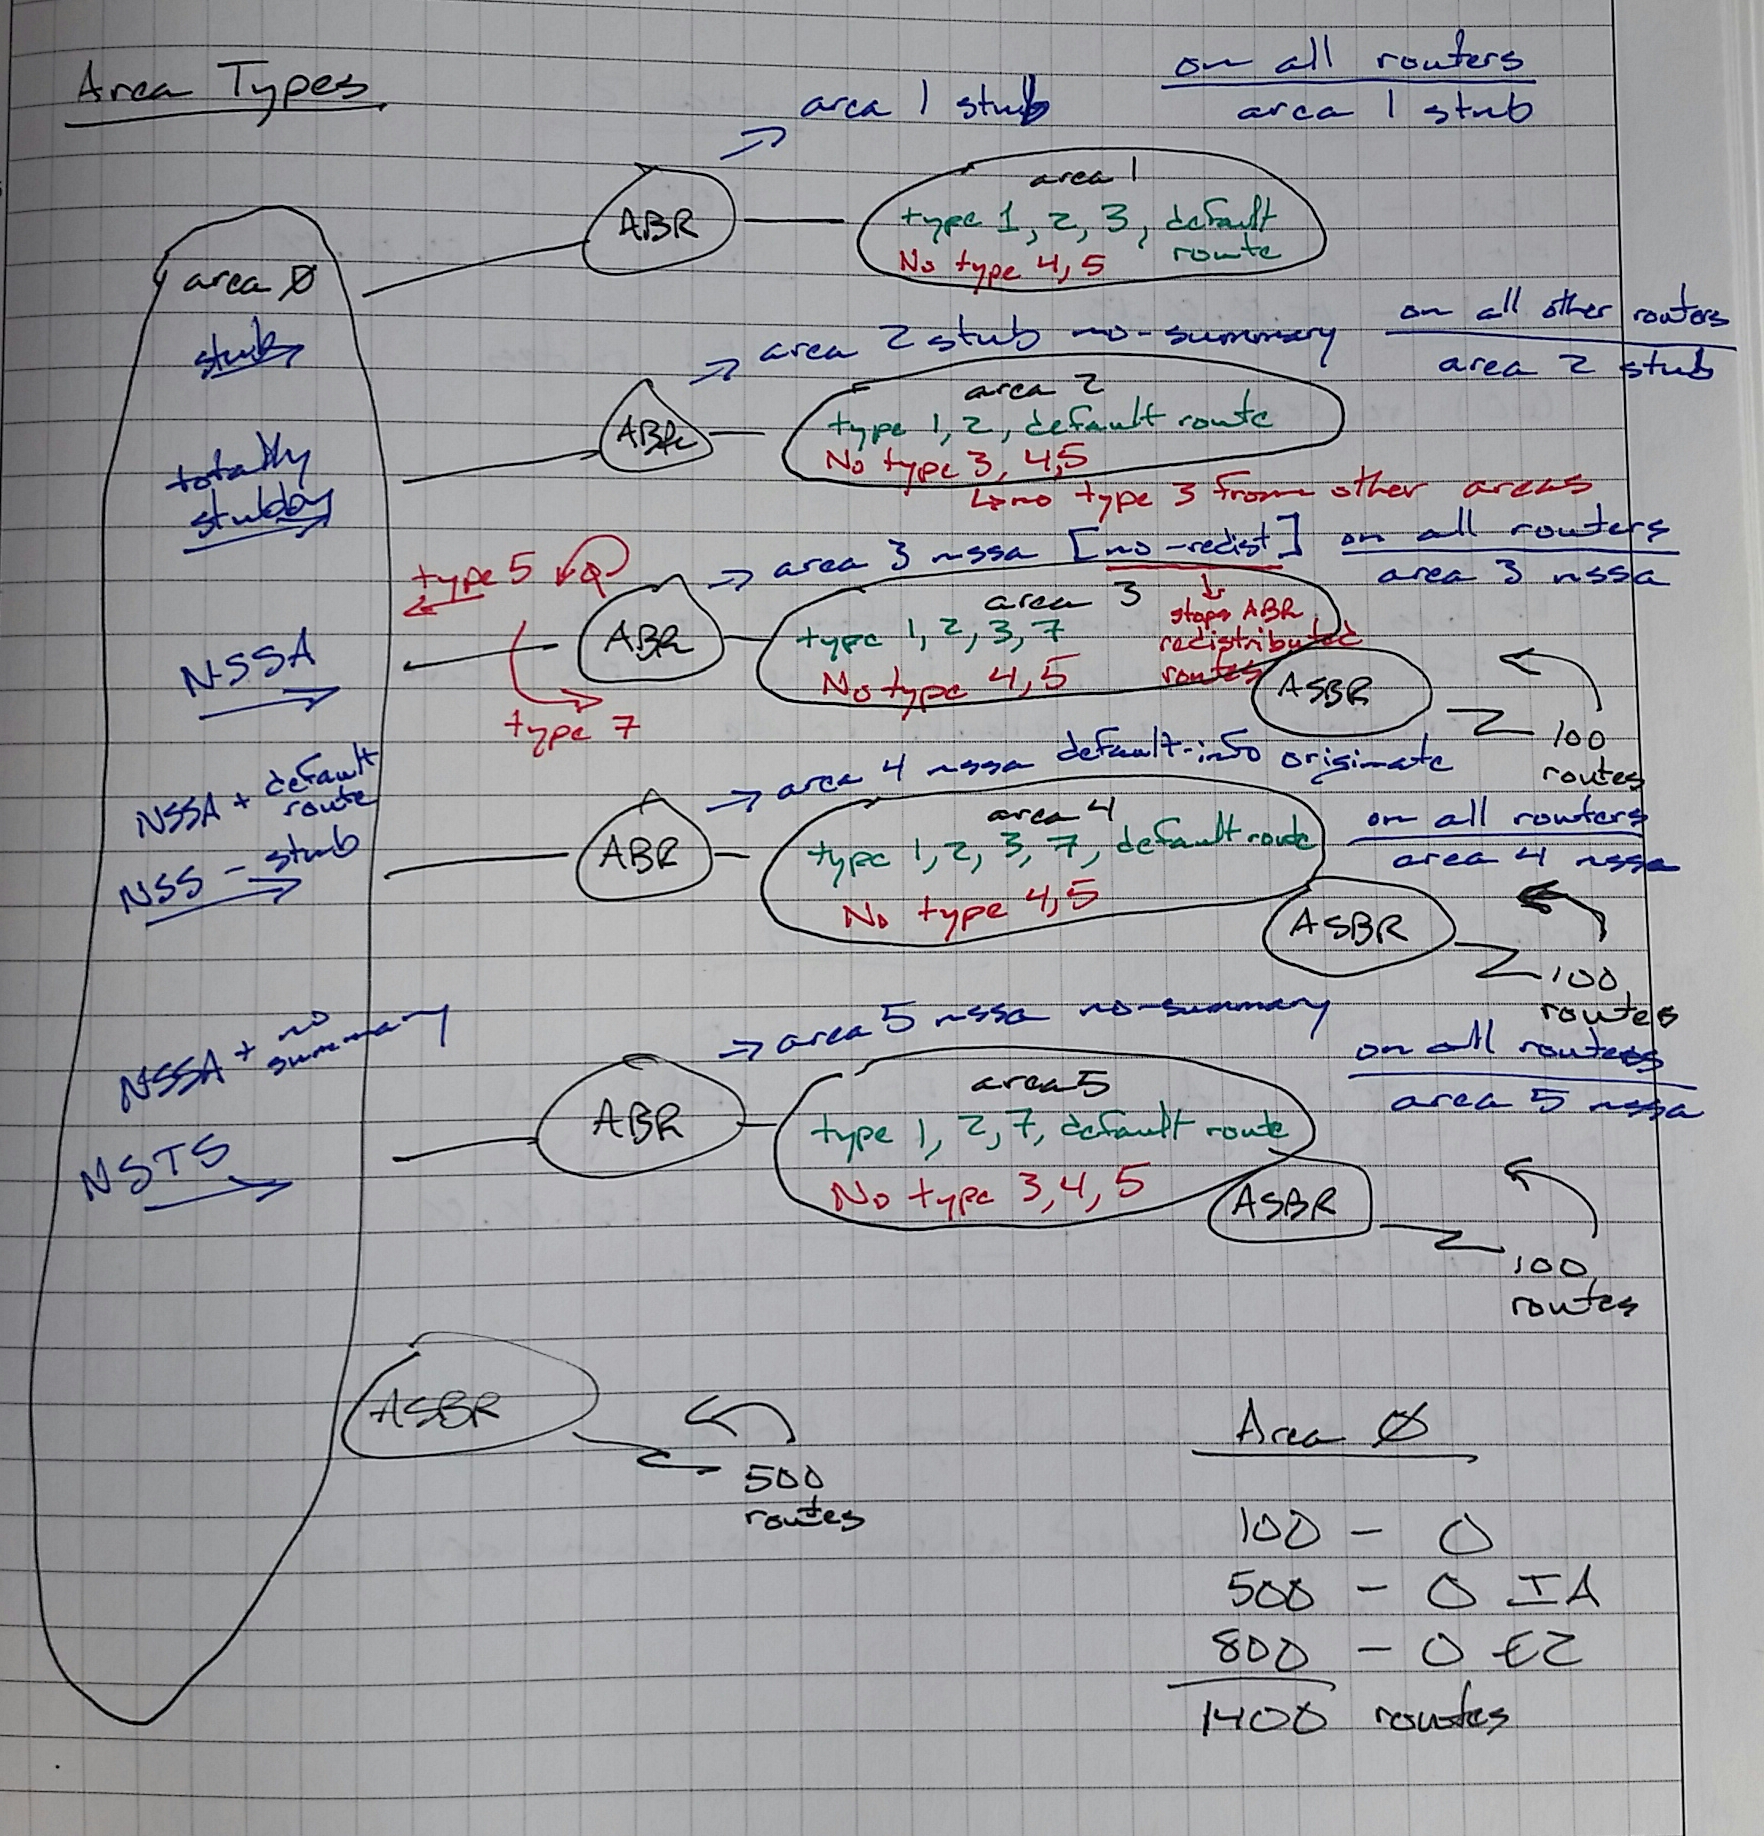 Area Types
area 1 stub
on all routers
area 1 stub
ABR
area 1
type 1, 2, 3, default
route
No type 4, 5
area Ø
stub
area 2 stub no-summary
on all other routers
area 2 stub
ABR
area 2
type 1, 2, default route
No type 3, 4, 5
↳ no type 3 from other areas
totally
stubby
area 3 nssa [no-redist]
on all routers
area 3 nssa
type 5
ABR
area 3
type 1, 2, 3, 7
No type 4, 5
stops ABR
redistributed
routes
type 7
NSSA
ASBR
100
routes
NSSA + default
route
NSS - stub
area 4 nssa default-info originate
on all routers
area 4 nssa
ABR
area 4
type 1, 2, 3, 7, default route
No type 4, 5
ASBR
100
routes
NSSA + no
summary
NSTS
area 5 nssa no-summary
on all routers
area 5 nssa
ABR
area 5
type 1, 2, 7, default route
No type 3, 4, 5
ASBR
100
routes
ASBR
500
routes
Area Ø
100 - O
500 - O IA
800 - O E2
1400 routes